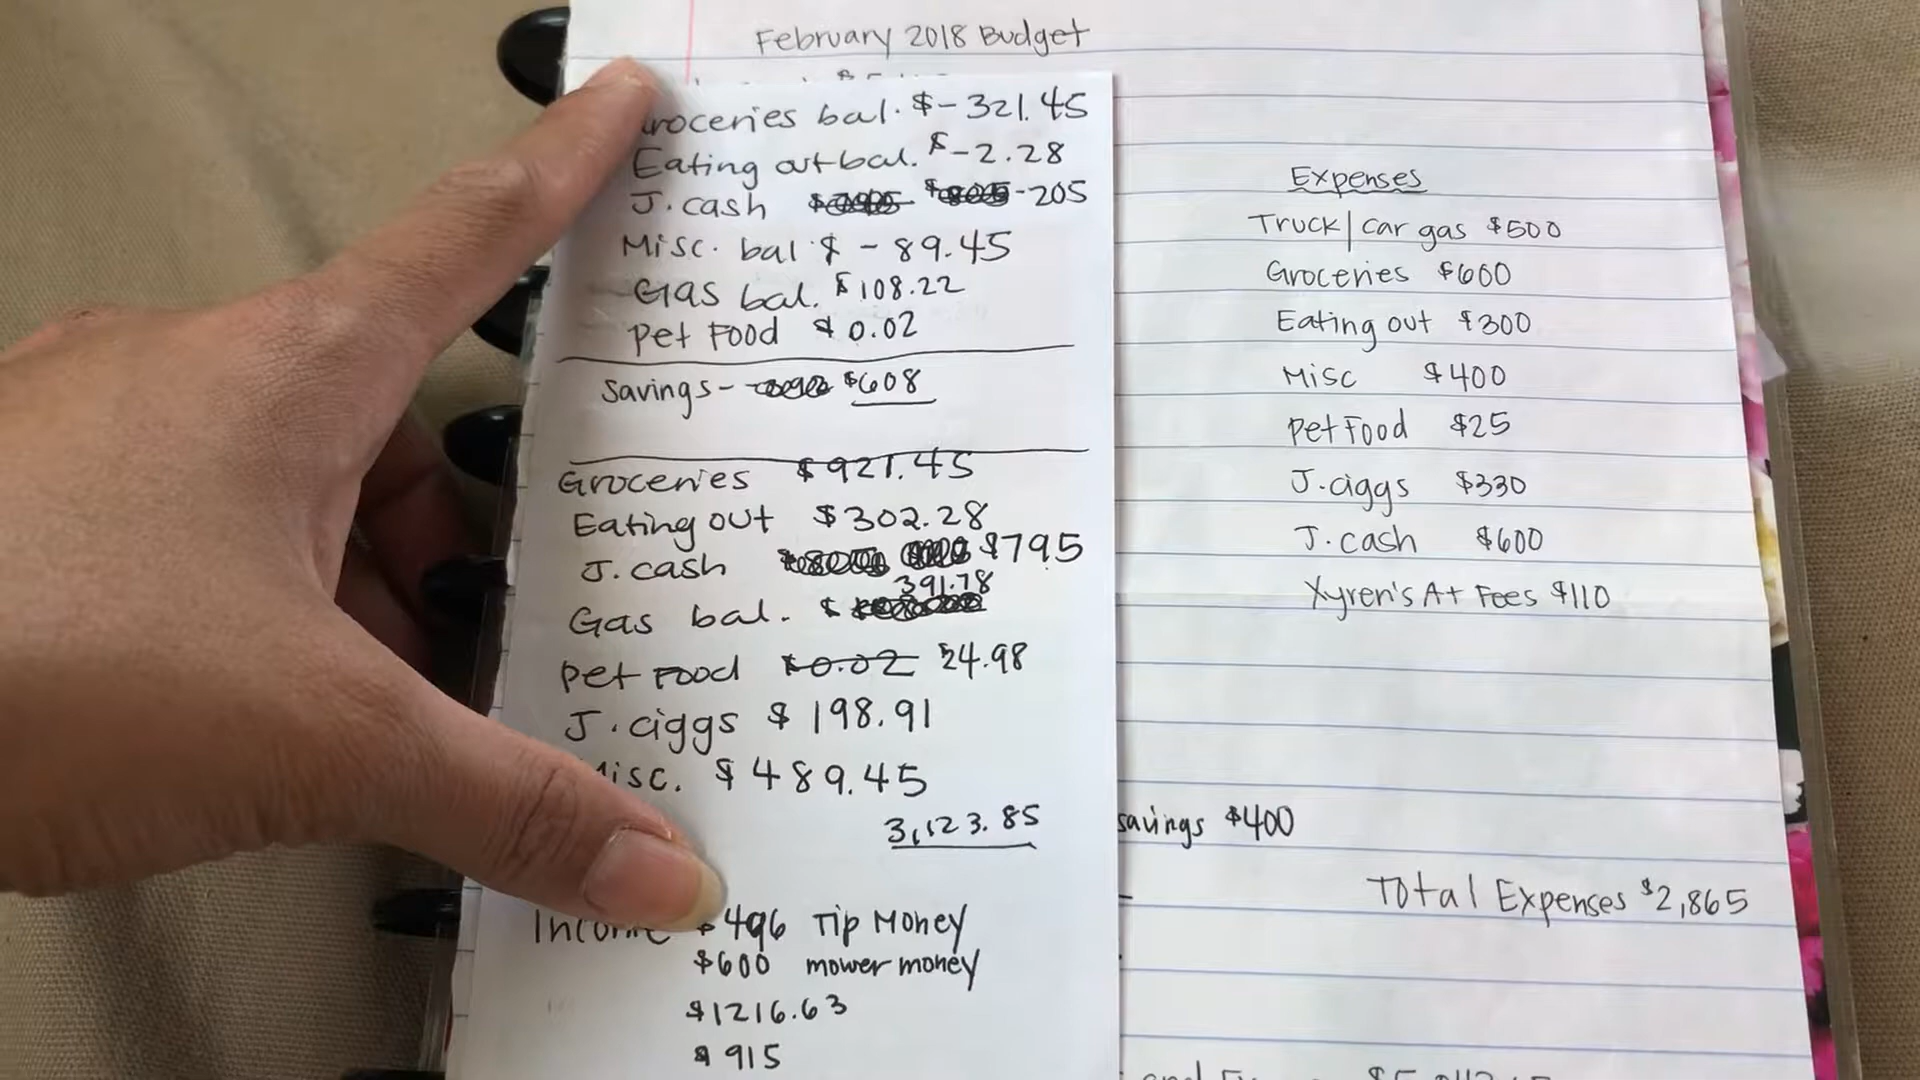 February 2018 Budget
roceries bal. $-321.45
Eating out bal. $-2.28
J. cash -205
Misc. bal $ -89.45
Gas bal. $108.22
Pet Food $0.02
Savings- $608
Groceries $921.45
Eating out $302.28
J. cash $795
391.78
Gas bal. $
Pet Food $0.02 24.98
J. ciggs $198.91
Misc. $489.45
3,123.85
Income $496 Tip Money
$600 mower money
$1216.63
$915
Expenses
Truck/car gas $500
Groceries $600
Eating out $300
Misc $400
Pet Food $25
J. ciggs $330
J. cash $600
Xyren's A+ Fees $110
savings $400
Total Expenses $2,865